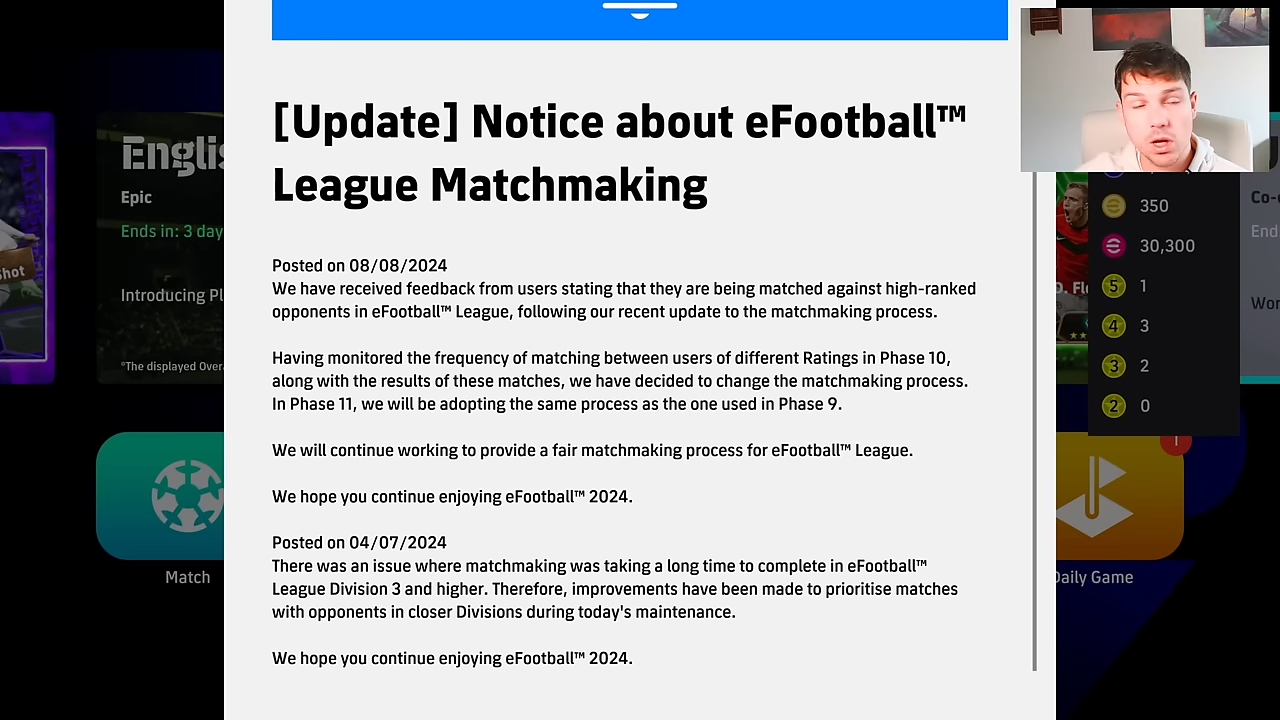 [Update] Notice about eFootball™
League Matchmaking
Posted on 08/08/2024
We have received feedback from users stating that they are being matched against high-ranked
opponents in eFootball™ League, following our recent update to the matchmaking process.
Having monitored the frequency of matching between users of different Ratings in Phase 10,
along with the results of these matches, we have decided to change the matchmaking process.
In Phase 11, we will be adopting the same process as the one used in Phase 9.
We will continue working to provide a fair matchmaking process for eFootball™ League.
We hope you continue enjoying eFootball™ 2024.
Posted on 04/07/2024
There was an issue where matchmaking was taking a long time to complete in eFootball™
League Division 3 and higher. Therefore, improvements have been made to prioritise matches
with opponents in closer Divisions during today's maintenance.
We hope you continue enjoying eFootball™ 2024.
Epic
Ends in: 3 day
Introducing
*The displayed
Match
350
30,300
5 1
4 3
3 2
2 0
Daily Game